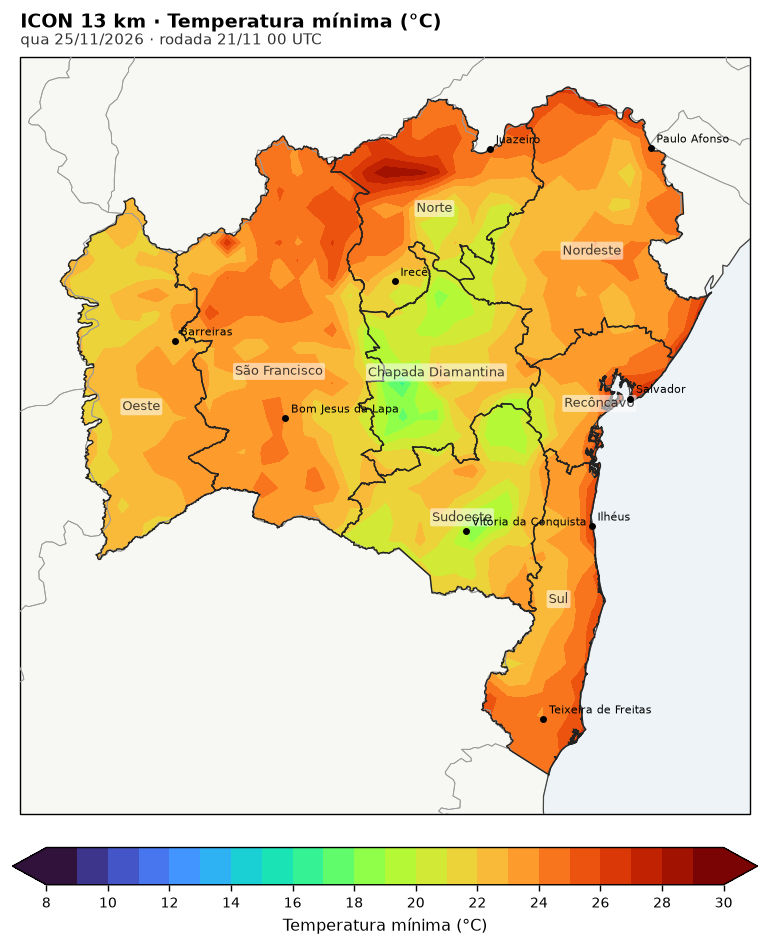 ICON 13 km · Temperatura mínima (°C)
qua 25/11/2026 · rodada 21/11 00 UTC
Juazeiro
Paulo Afonso
Norte
Nordeste
Irecê
Barreiras
São Francisco
Chapada Diamantina
Salvador
Oeste
Bom Jesus da Lapa
Recôncavo
Sudoeste
Vitória da Conquista
Ilhéus
Sul
Teixeira de Freitas
8 10 12 14 16 18 20 22 24 26 28 30
Temperatura mínima (°C)